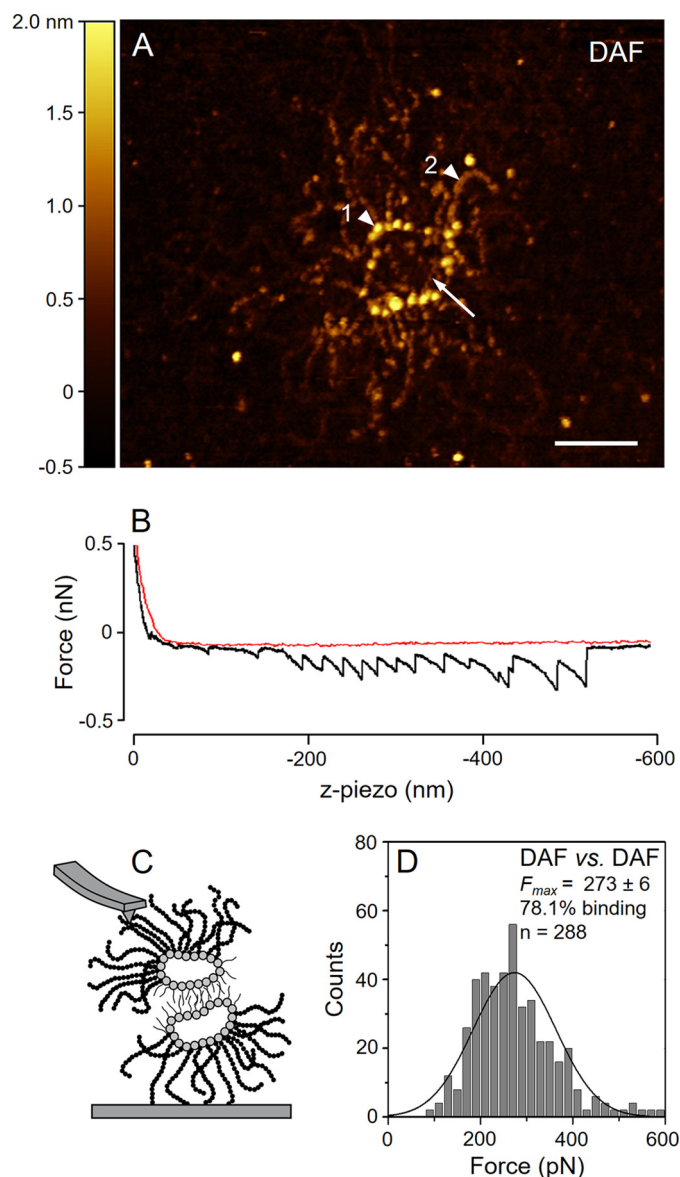 2.0 nm
1.5
1.0
0.5
0
-0.5
A
DAF
1
2
B
0.5
0
-0.5
Force (nN)
0
-200
-400
-600
z-piezo (nm)
C
D
DAF vs. DAF
Fmax = 273 ± 6
78.1% binding
n = 288
80
60
40
20
0
Counts
0
200
400
600
Force (pN)